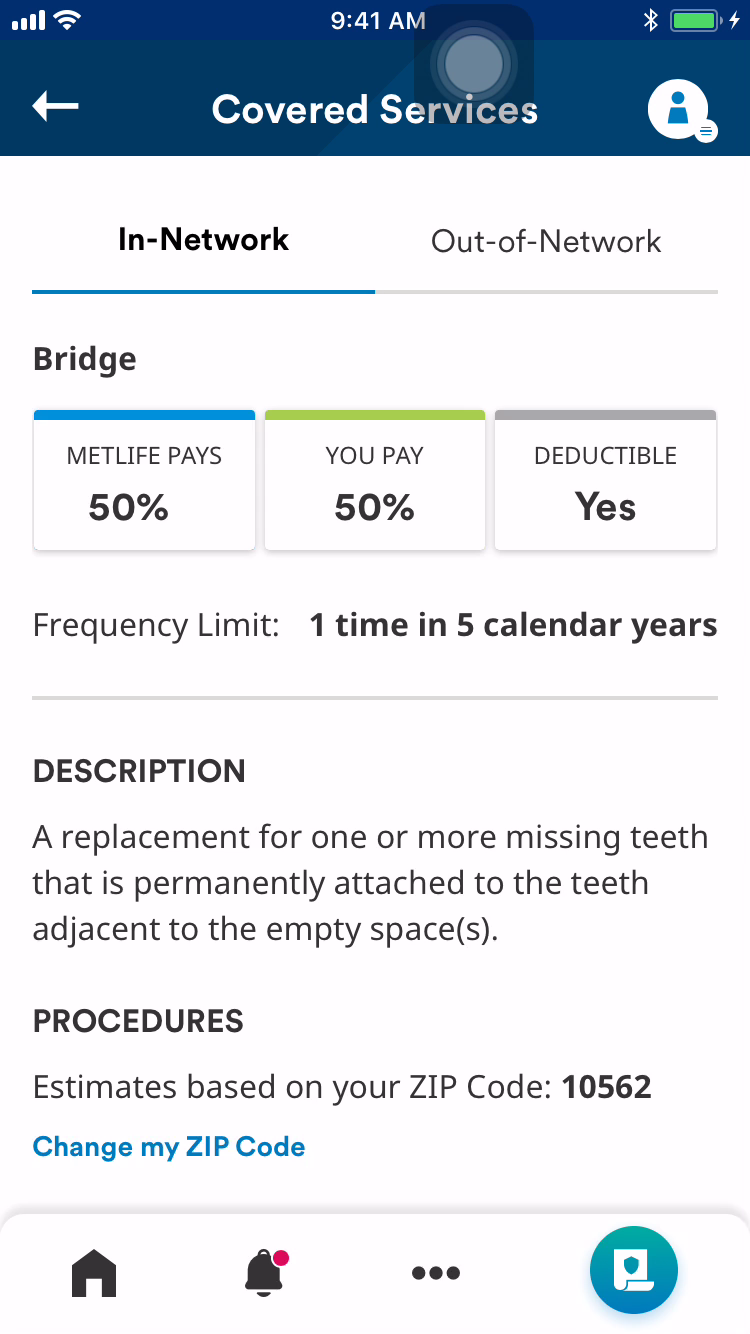 9:41 AM
Covered Services
In-Network
Out-of-Network
Bridge
METLIFE PAYS
50%
YOU PAY
50%
DEDUCTIBLE
Yes
Frequency Limit: 1 time in 5 calendar years
DESCRIPTION
A replacement for one or more missing teeth
that is permanently attached to the teeth
adjacent to the empty space(s).
PROCEDURES
Estimates based on your ZIP Code: 10562
Change my ZIP Code